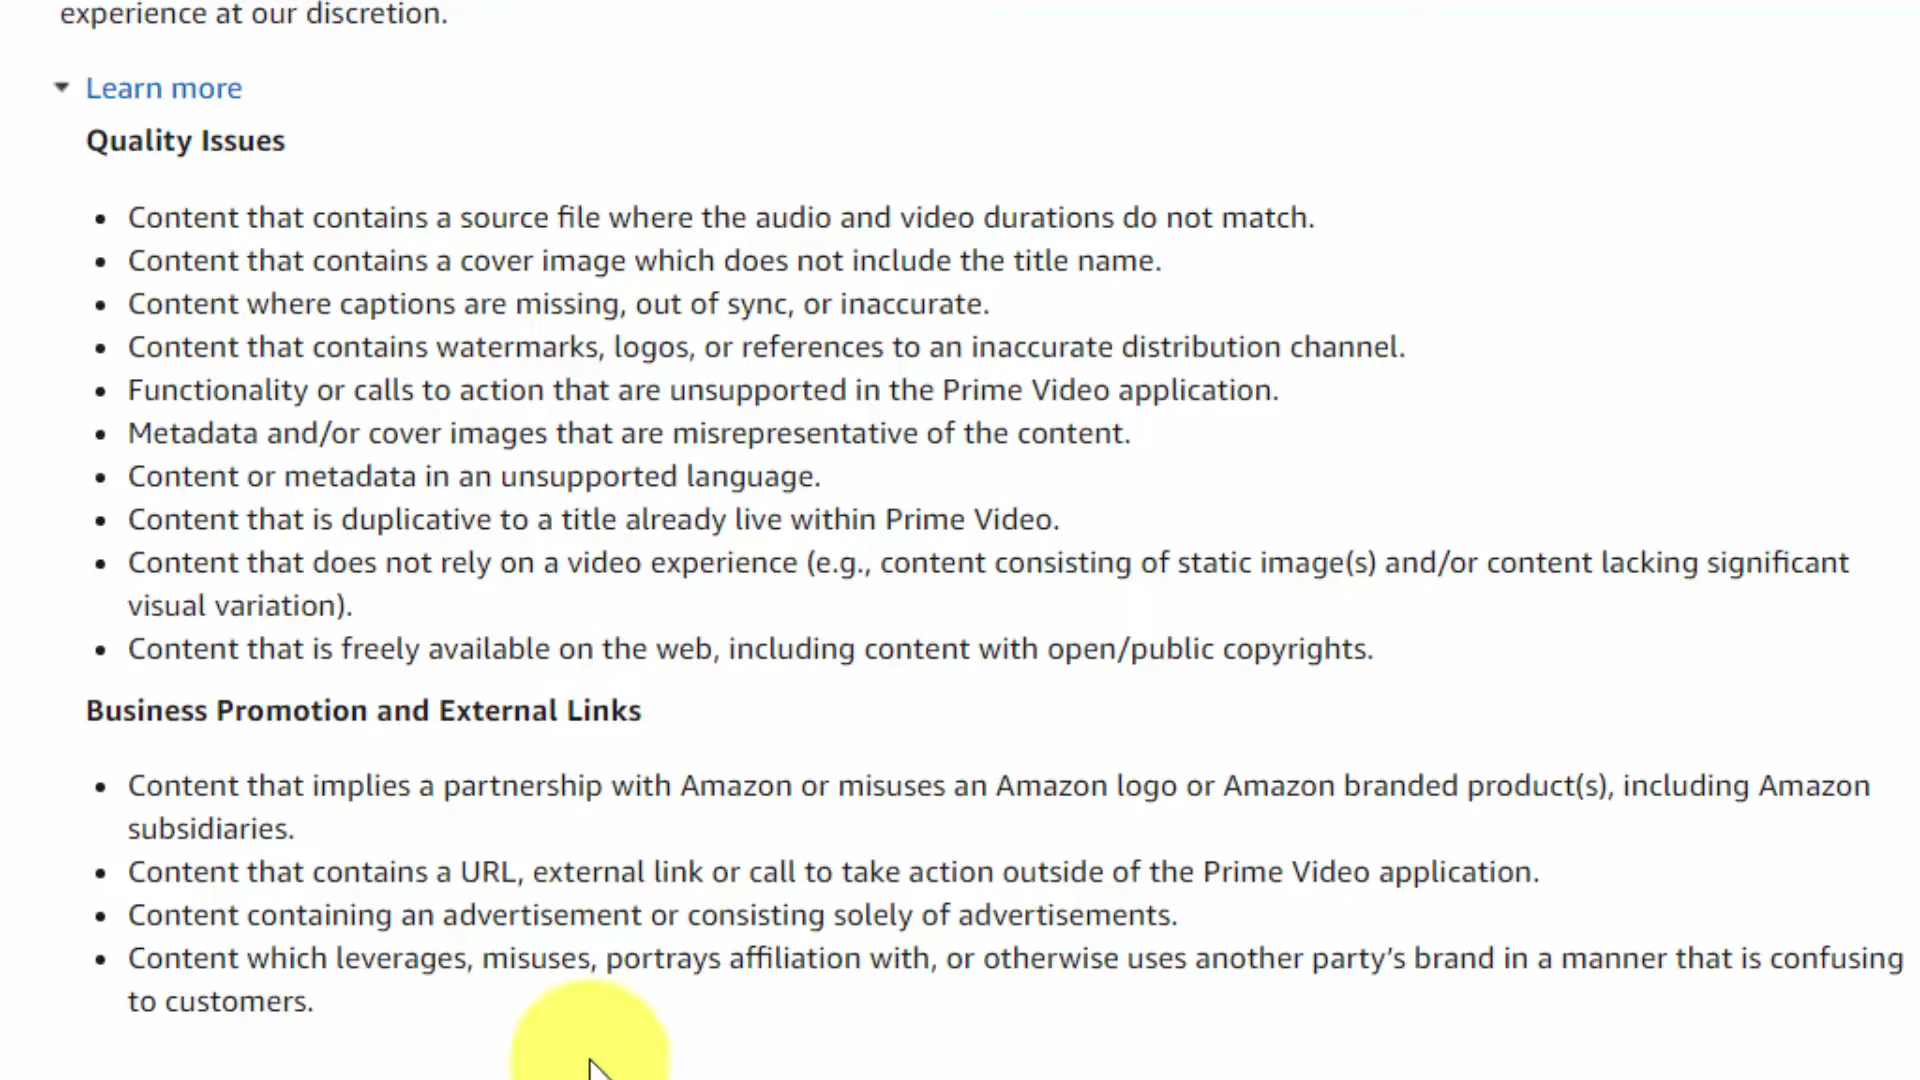 experience at our discretion.
Learn more
Quality Issues
Content that contains a source file where the audio and video durations do not match.
Content that contains a cover image which does not include the title name.
Content where captions are missing, out of sync, or inaccurate.
Content that contains watermarks, logos, or references to an inaccurate distribution channel.
Functionality or calls to action that are unsupported in the Prime Video application.
Metadata and/or cover images that are misrepresentative of the content.
Content or metadata in an unsupported language.
Content that is duplicative to a title already live within Prime Video.
Content that does not rely on a video experience (e.g., content consisting of static image(s) and/or content lacking significant
visual variation).
Content that is freely available on the web, including content with open/public copyrights.
Business Promotion and External Links
Content that implies a partnership with Amazon or misuses an Amazon logo or Amazon branded product(s), including Amazon
subsidiaries.
Content that contains a URL, external link or call to take action outside of the Prime Video application.
Content containing an advertisement or consisting solely of advertisements.
Content which leverages, misuses, portrays affiliation with, or otherwise uses another party’s brand in a manner that is confusing
to customers.